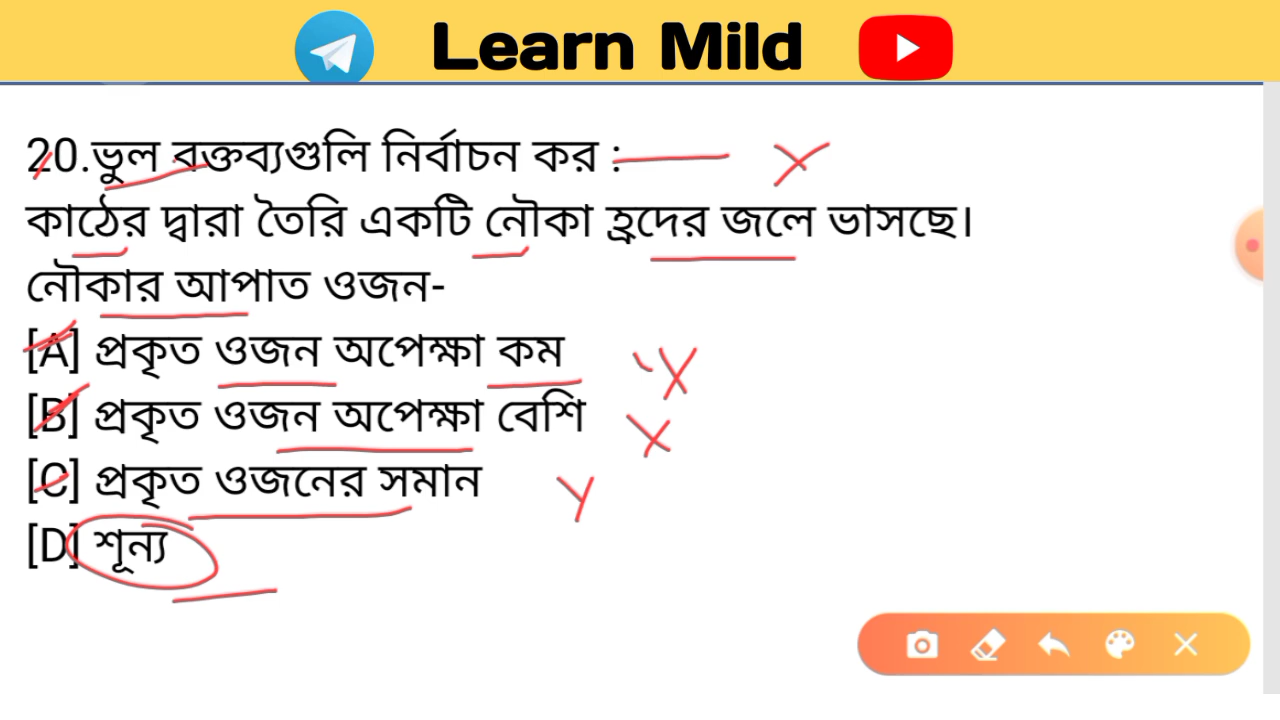 Learn Mild
20.ভুল বক্তব্যগুলি নির্বাচন কর :
কাঠের দ্বারা তৈরি একটি নৌকা হ্রদের জলে ভাসছে।
নৌকার আপাত ওজন-
[A] প্রকৃত ওজন অপেক্ষা কম
[B] প্রকৃত ওজন অপেক্ষা বেশি
[C] প্রকৃত ওজনের সমান
[D] শূন্য